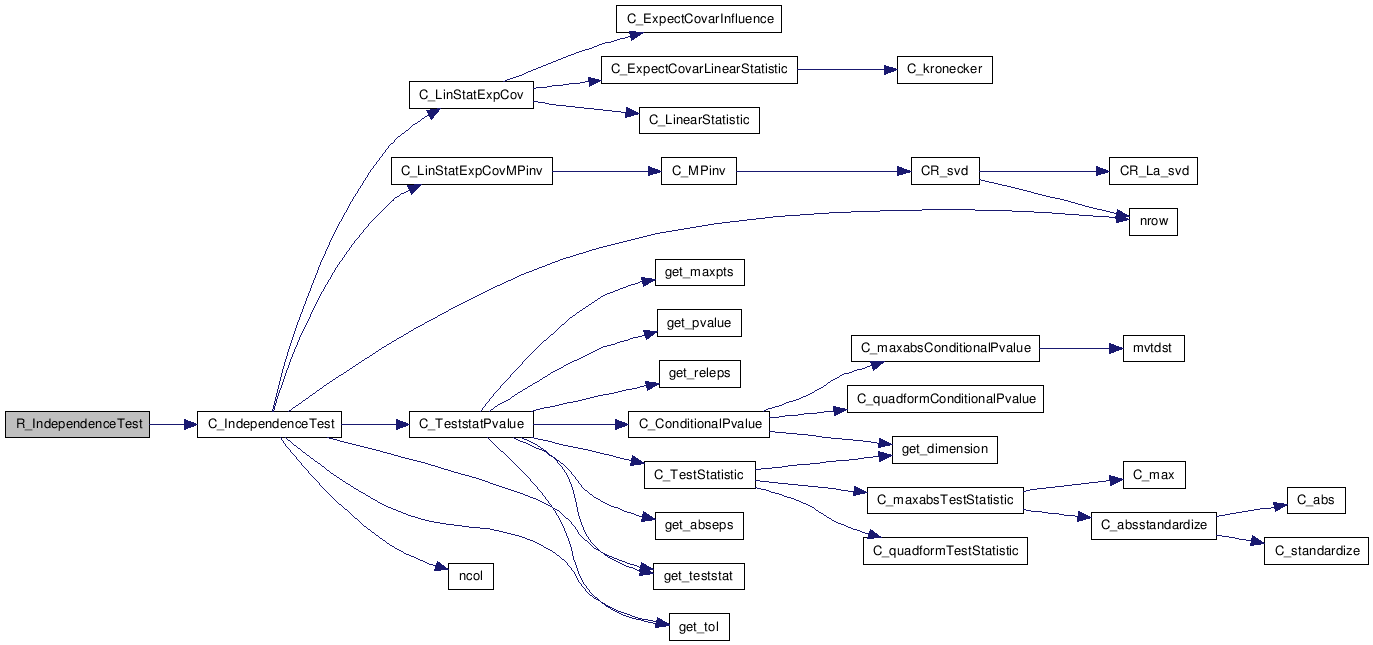 C_ExpectCovarInfluence
C_ExpectCovarLinearStatistic
C_kronecker
C_LinStatExpCov
C_LinearStatistic
C_LinStatExpCovMPinv
C_MPinv
CR_svd
CR_La_svd
nrow
get_maxpts
get_pvalue
C_maxabsConditionalPvalue
mvtdst
get_releps
C_quadformConditionalPvalue
R_IndependenceTest
C_IndependenceTest
C_TeststatPvalue
C_ConditionalPvalue
get_dimension
C_TestStatistic
C_max
C_maxabsTestStatistic
C_abs
get_abseps
C_absstandardize
C_quadformTestStatistic
C_standardize
ncol
get_teststat
get_tol